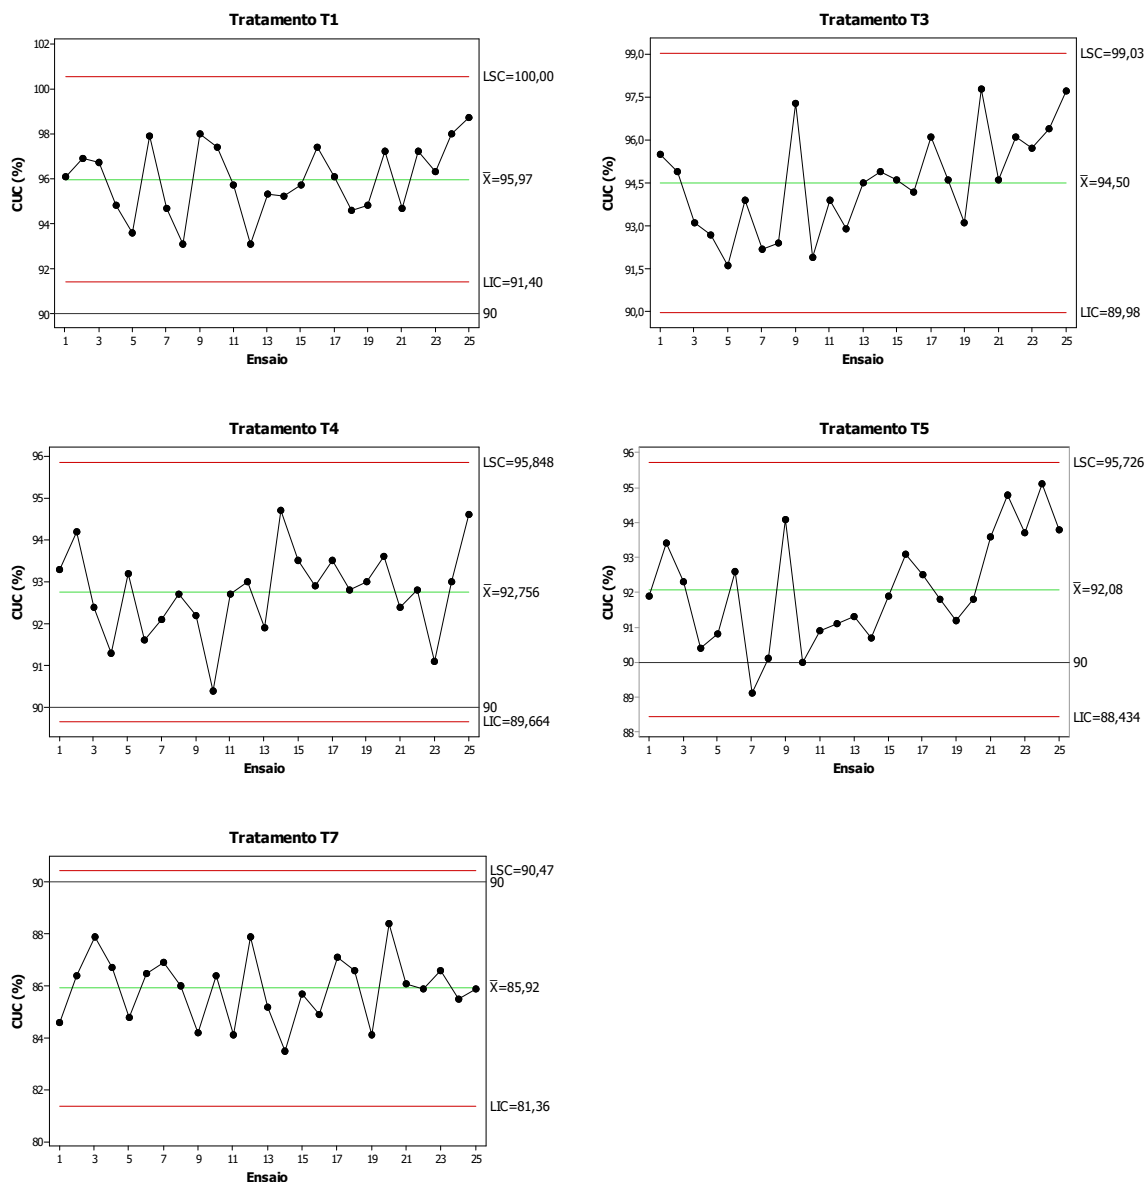 Tratamento T1
CUC (%)
102
100
98
96
94
92
90
LSC=100,00
X̄=95,97
LIC=91,40
90
1 3 5 7 9 11 13 15 17 19 21 23 25
Ensaio
Tratamento T3
CUC (%)
99,0
97,5
96,0
94,5
93,0
91,5
90,0
LSC=99,03
X̄=94,50
LIC=89,98
1 3 5 7 9 11 13 15 17 19 21 23 25
Ensaio
Tratamento T4
CUC (%)
96
95
94
93
92
91
90
LSC=95,848
X̄=92,756
90
LIC=89,664
1 3 5 7 9 11 13 15 17 19 21 23 25
Ensaio
Tratamento T5
CUC (%)
96
95
94
93
92
91
90
89
88
LSC=95,726
X̄=92,08
90
LIC=88,434
1 3 5 7 9 11 13 15 17 19 21 23 25
Ensaio
Tratamento T7
CUC (%)
90
88
86
84
82
80
LSC=90,47
90
X̄=85,92
LIC=81,36
1 3 5 7 9 11 13 15 17 19 21 23 25
Ensaio